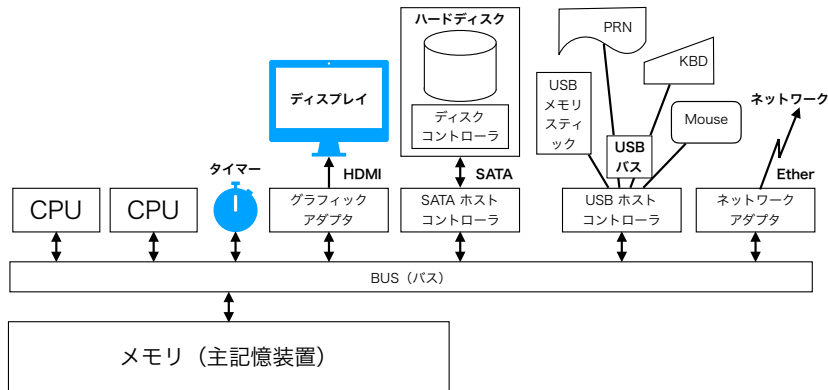 ハードディスク
PRN
KBD
ディスプレイ
USB
メモリ
スティ
ック
ネットワーク
ディスク
コントローラ
Mouse
USB
バス
タイマー
HDMI
SATA
Ether
CPU
CPU
グラフィック
アダプタ
SATA ホスト
コントローラ
USB ホスト
コントローラ
ネットワーク
アダプタ
BUS（バス）
メモリ（主記憶装置）